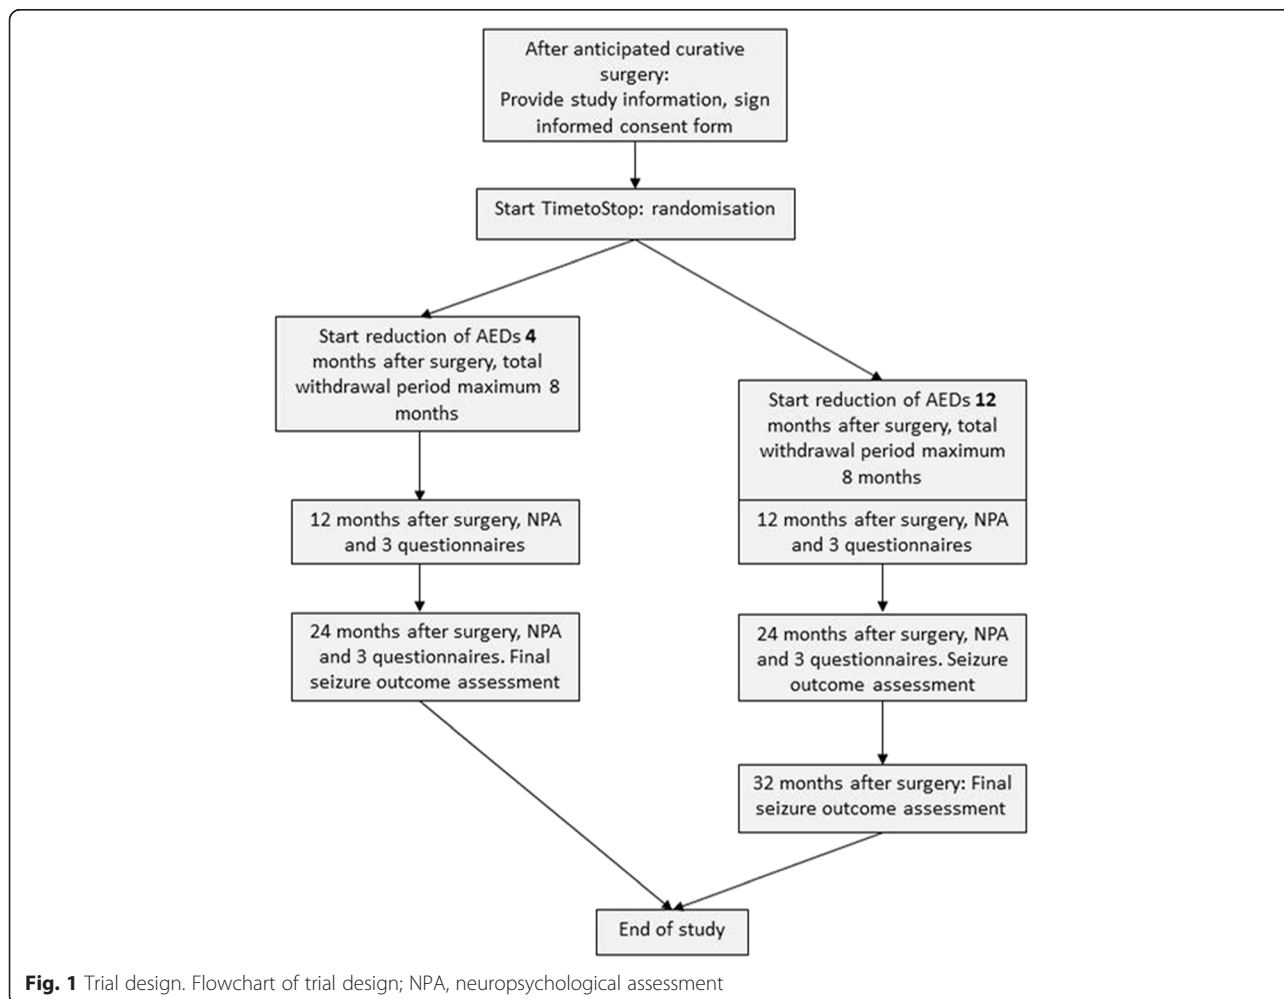 After anticipated curative
surgery:
Provide study information, sign
informed consent form
Start TimetoStop: randomisation
Start reduction of AEDs 4
months after surgery, total
withdrawal period maximum 8
months
12 months after surgery, NPA
and 3 questionnaires
24 months after surgery, NPA
and 3 questionnaires. Final
seizure outcome assessment
Start reduction of AEDs 12
months after surgery, total
withdrawal period maximum
8 months
12 months after surgery, NPA
and 3 questionnaires
24 months after surgery, NPA
and 3 questionnaires. Seizure
outcome assessment
32 months after surgery: Final
seizure outcome assessment
End of study
Fig. 1 Trial design. Flowchart of trial design; NPA, neuropsychological assessment